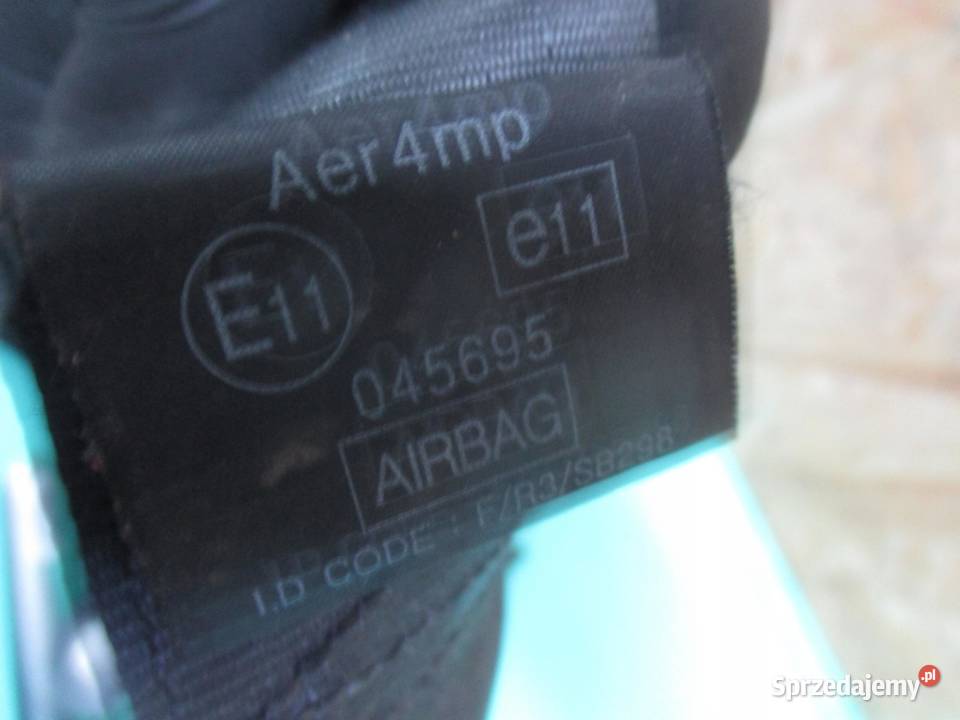 Aer4mp
E11 e11
045695
AIRBAG
I.D CODE : F/R3/SB298
Sprzedajemy.pl